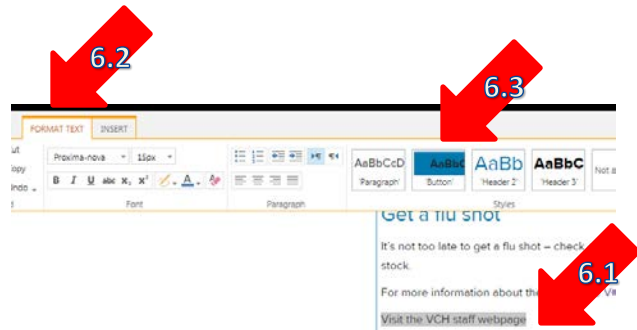 6.2
6.3
FORMAT TEXT INSERT
Proxima-nova 15px
B I U abc X₂ X²
Font
Paragraph
AaBbCcD AaBbC AaBb AaBbC
Paragraph' Button' 'Header 2' 'Header 3' Not a
Styles
Get a flu shot
It's not too late to get a flu shot – check
stock.
For more information about the
6.1
Visit the VCH staff webpage